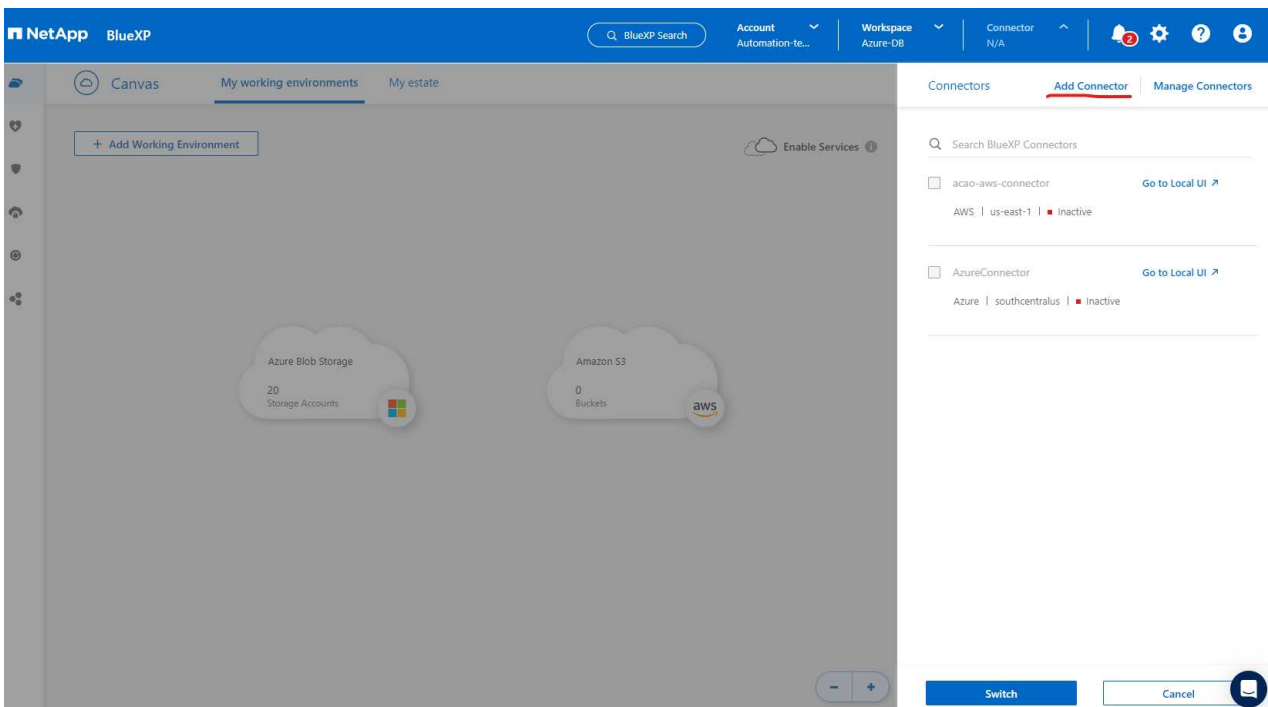 NetApp BlueXP
BlueXP Search
Account
Automation-te...
Workspace
Azure-DB
Connector
N/A
2
Canvas
My working environments
My estate
+ Add Working Environment
Enable Services
Connectors
Add Connector
Manage Connectors
Search BlueXP Connectors
acao-aws-connector
Go to Local UI
AWS | us-east-1 | Inactive
AzureConnector
Go to Local UI
Azure | southcentralus | Inactive
Azure Blob Storage
20
Storage Accounts
Amazon S3
0
Buckets
aws
- +
Switch
Cancel